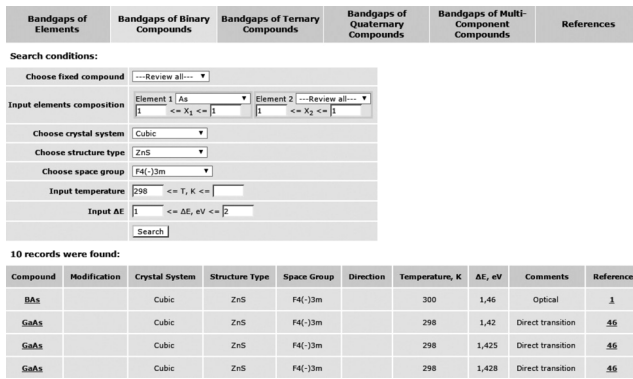 Bandgaps of Elements
Bandgaps of Binary Compounds
Bandgaps of Ternary Compounds
Bandgaps of Quaternary Compounds
Bandgaps of Multi-Component Compounds
References
Search conditions:
Choose fixed compound ---Review all---
Input elements composition Element 1 As Element 2 ---Review all---
1 <= X1 <= 1 1 <= X2 <= 1
Choose crystal system Cubic
Choose structure type ZnS
Choose space group F4(-)3m
Input temperature 298 <= T, K <=
Input ΔE 1 <= ΔE, eV <= 2
Search
10 records were found:
Compound Modification Crystal System Structure Type Space Group Direction Temperature, K ΔE, eV Comments Reference
BAs Cubic ZnS F4(-)3m 300 1,46 Optical 1
GaAs Cubic ZnS F4(-)3m 298 1,42 Direct transition 46
GaAs Cubic ZnS F4(-)3m 298 1,425 Direct transition 46
GaAs Cubic ZnS F4(-)3m 298 1,428 Direct transition 46